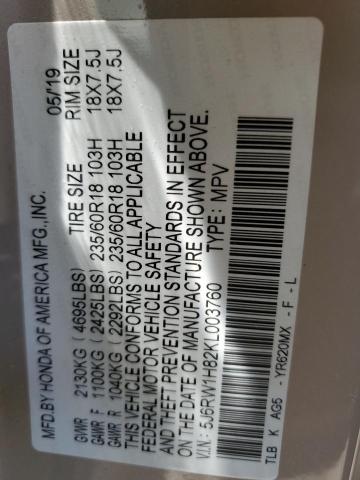 MFD.BY HONDA OF AMERICA MFG.,INC. 05/'19
TIRE SIZE RIM SIZE
GVWR 2130KG (4695LBS)
GAWR F 1100KG (2425LBS) 235/60R18 103H 18X7.5J
GAWR R 1040KG (2292LBS) 235/60R18 103H 18X7.5J
THIS VEHICLE CONFORMS TO ALL APPLICABLE
FEDERAL MOTOR VEHICLE SAFETY
AND THEFT PREVENTION STANDARDS IN EFFECT
ON THE DATE OF MANUFACTURE SHOWN ABOVE.
V.I.N.: 5J6RW1H82KL003760 TYPE: MPV
TLB K AG5 - YR620MX - F - L